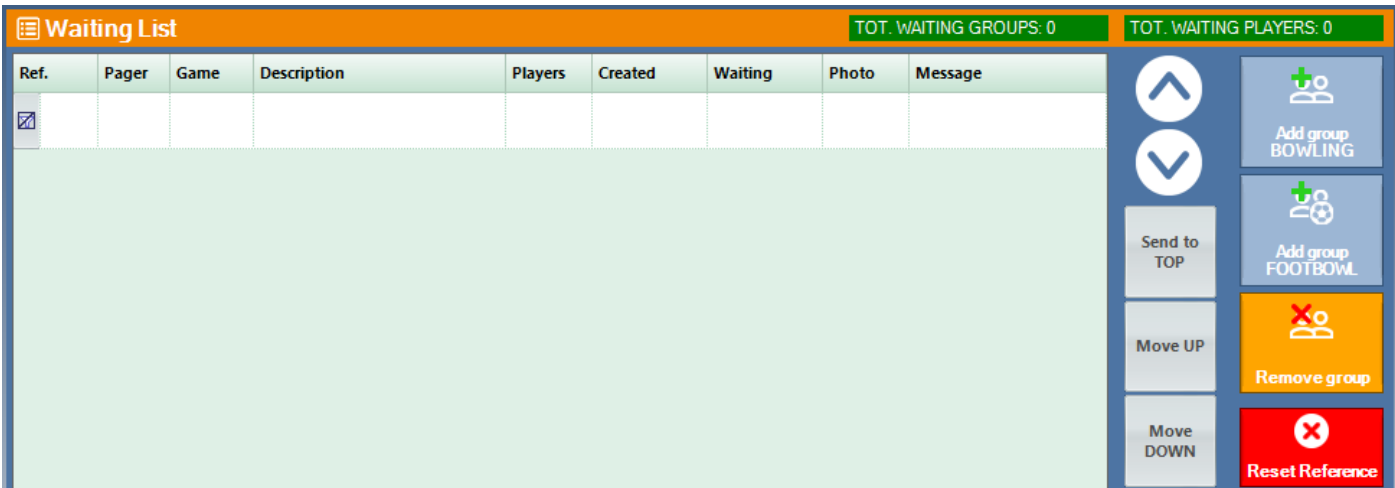 Waiting List
TOT. WAITING GROUPS: 0
TOT. WAITING PLAYERS: 0
Ref. Pager Game Description Players Created Waiting Photo Message
Add group
BOWLING
Add group
FOOTBOWL
Send to
TOP
Move UP
Remove group
Move
DOWN
Reset Reference